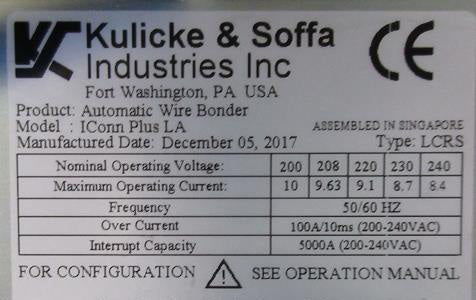 Kulicke & Soffa
Industries Inc
CE
Fort Washington, PA USA
Product: Automatic Wire Bonder
Model : IConn Plus LA ASSEMBLED IN SINGAPORE
Manufactured Date: December 05, 2017 Type: LCRS
Nominal Operating Voltage: 200 208 220 230 240
Maximum Operating Current: 10 9.63 9.1 8.7 8.4
Frequency 50/60 HZ
Over Current 100A/10ms (200-240VAC)
Interrupt Capacity 5000A (200-240VAC)
FOR CONFIGURATION ! SEE OPERATION MANUAL